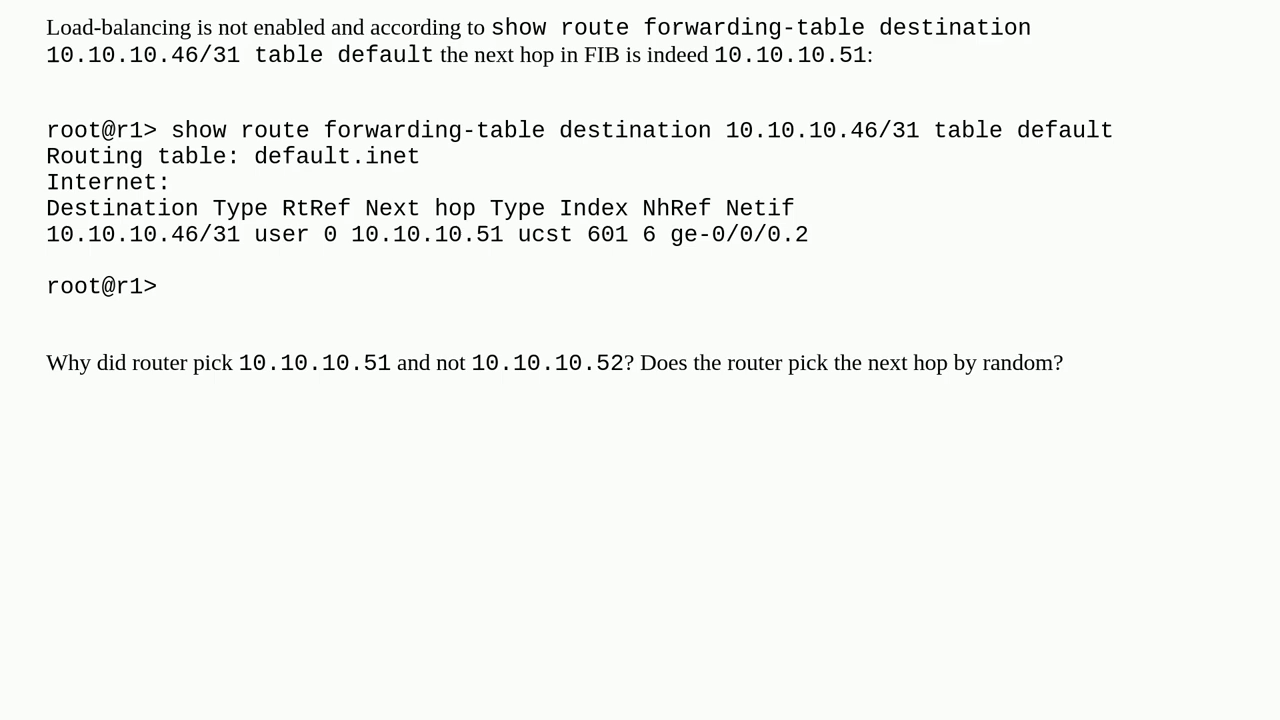 Load-balancing is not enabled and according to show route forwarding-table destination
10.10.10.46/31 table default the next hop in FIB is indeed 10.10.10.51:
root@r1> show route forwarding-table destination 10.10.10.46/31 table default
Routing table: default.inet
Internet:
Destination Type RtRef Next hop Type Index NhRef Netif
10.10.10.46/31 user 0 10.10.10.51 ucst 601 6 ge-0/0/0.2
root@r1>
Why did router pick 10.10.10.51 and not 10.10.10.52? Does the router pick the next hop by random?